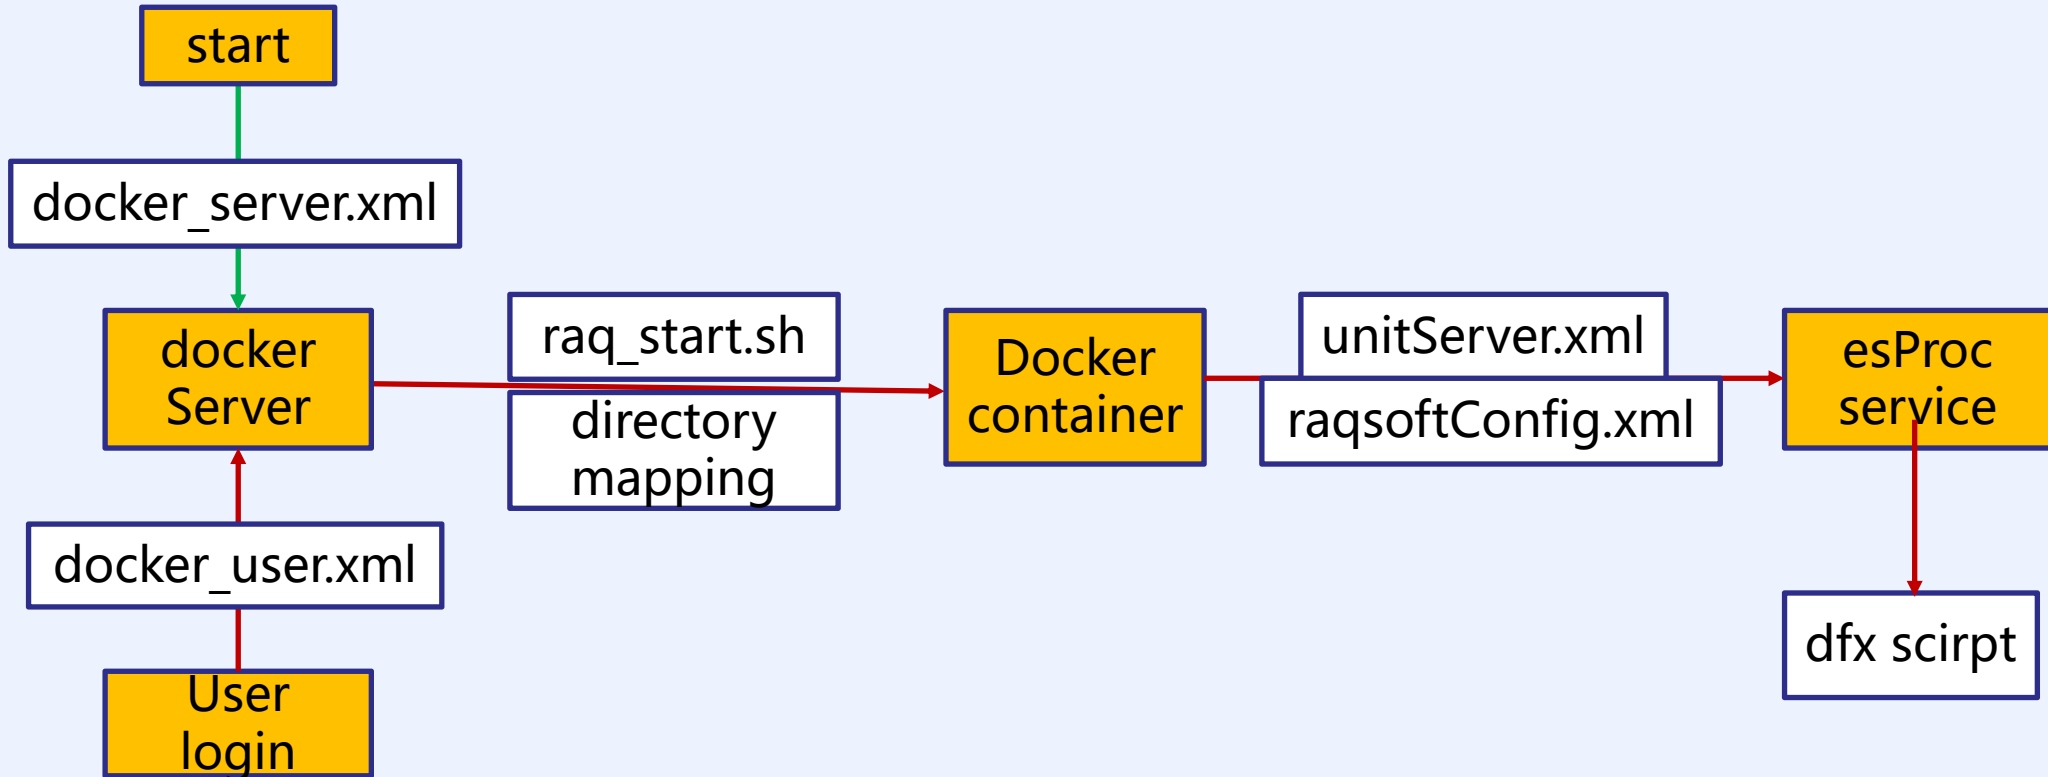 start
docker_server.xml
docker
Server
raq_start.sh
directory
mapping
Docker
container
unitServer.xml
raqsoftConfig.xml
esProc
service
docker_user.xml
dfx scirpt
User
login